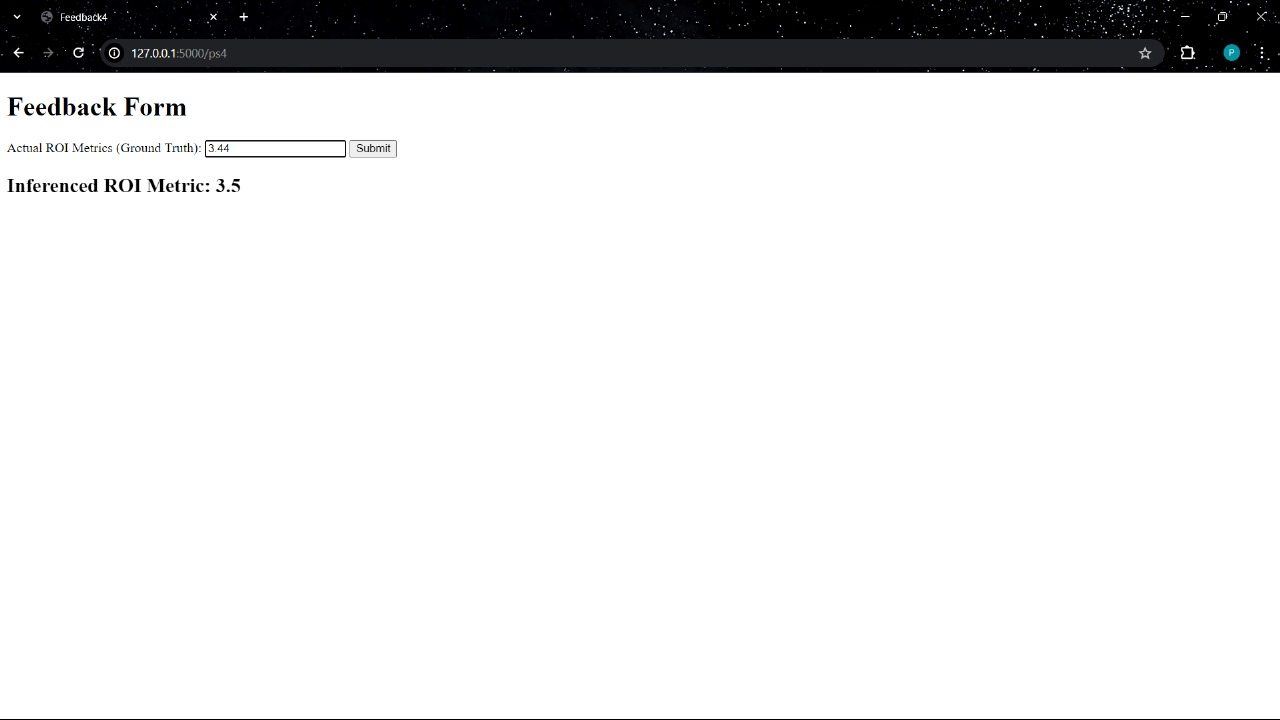 Feedback4
127.0.0.1:5000/ps4
P
Feedback Form
Actual ROI Metrics (Ground Truth): 3.44 Submit
Inferenced ROI Metric: 3.5